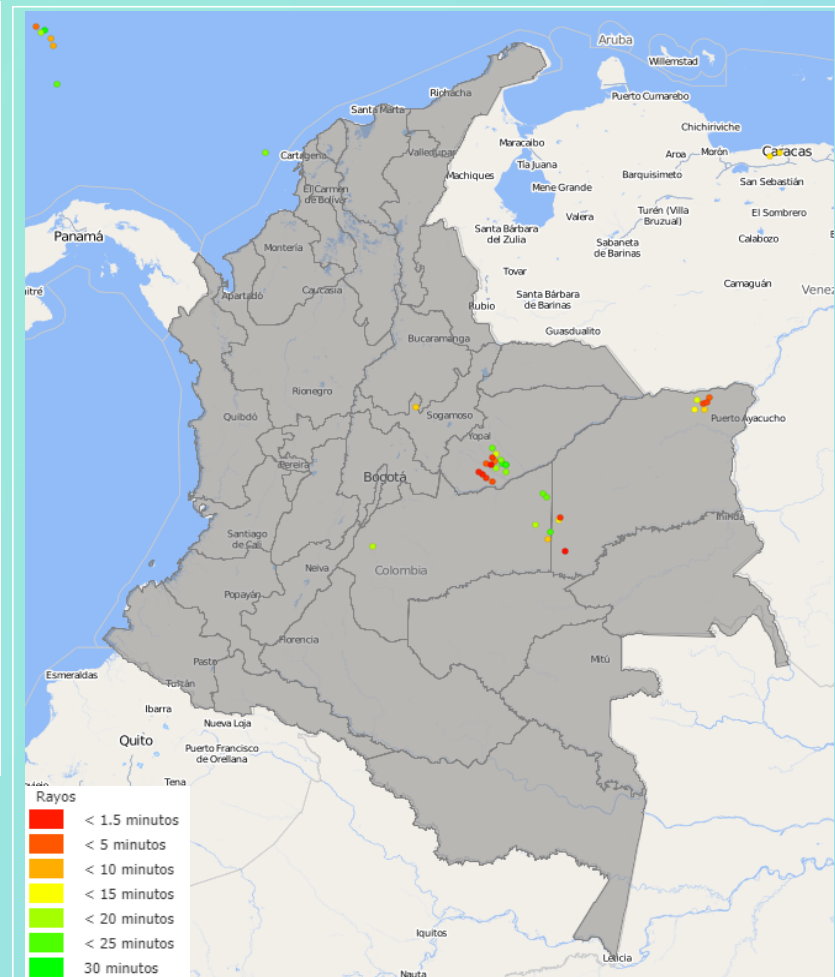 Aruba
Willemstad
Riohacha
Puerto Cumarebo
Santa Marta
Chichiriviche
Maracaibo
Caracas
Cartagena
Valledupar
Tía Juana
Aroa
Morón
Machiques
Barquisimeto
San Sebastián
El Carmen
de Bolívar
Mene Grande
Valera
Turén (Villa
Bruzual)
El Sombrero
Panamá
Santa Bárbara
del Zulia
Sabaneta
de Barinas
Calabozo
Montería
Tovar
Camaguán
itré
Apartadó
Caucasia
Rubio
Santa Bárbara
de Barinas
Venez
Guasdualito
Bucaramanga
Rionegro
Quibdó
Sogamoso
Puerto Ayacucho
Yopal
Pereira
Bogotá
Inírida
Santiago
de Cali
Neiva
Colombia
Popayán
Florencia
Mitú
Pasto
Esmeraldas
Tulcán
Ibarra
Nueva Loja
Quito
Puerto Francisco
de Orellana
Tena
Rayos
< 1.5 minutos
< 5 minutos
< 10 minutos
< 15 minutos
< 20 minutos
< 25 minutos
30 minutos
Iquitos
Leticia
Nauta